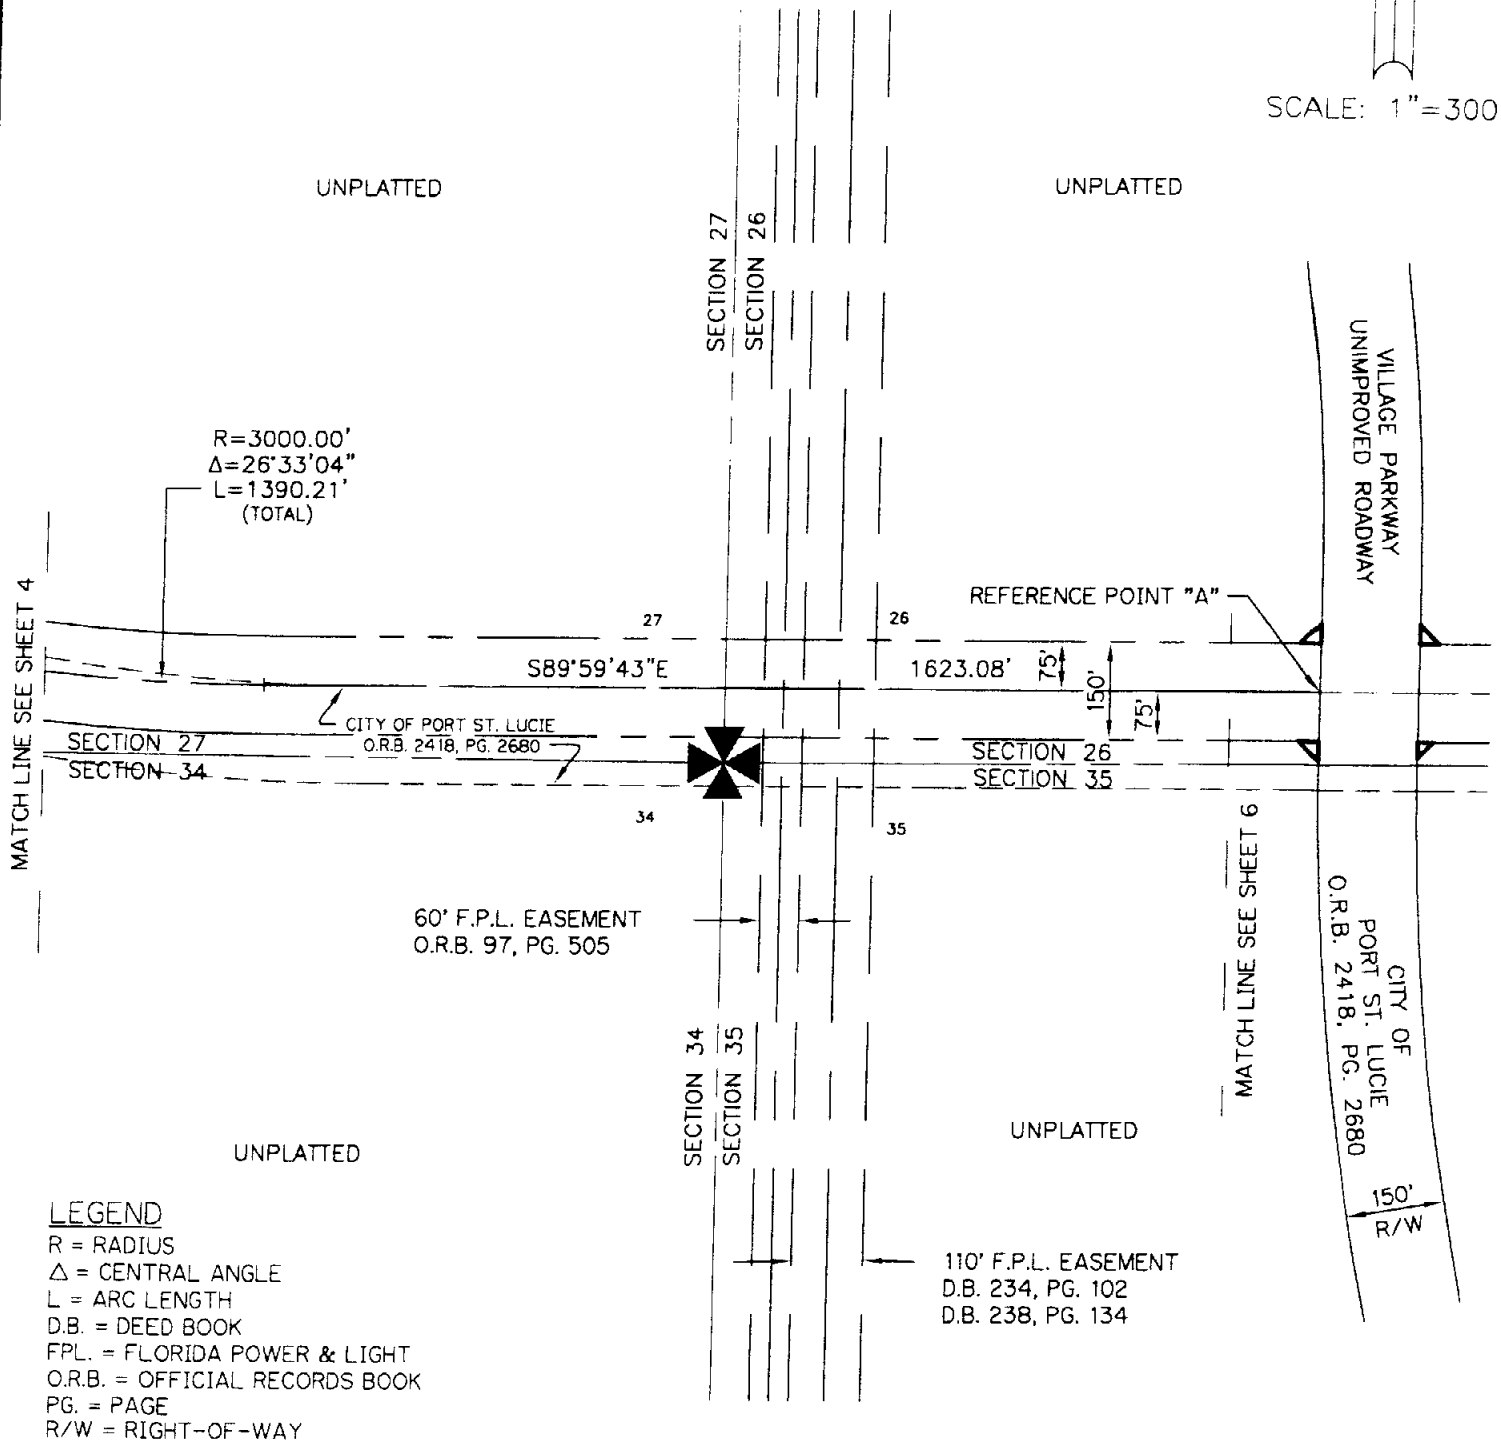 SCALE: 1"=300
UNPLATTED
UNPLATTED
SECTION 27
SECTION 26
VILLAGE PARKWAY
UNIMPROVED ROADWAY
R=3000.00'
Δ=26°33'04"
L=1390.21'
(TOTAL)
MATCH LINE SEE SHEET 4
27
26
REFERENCE POINT "A"
S89°59'43"E
1623.08'
75'
150'
75'
CITY OF PORT ST. LUCIE
O.R.B. 2418, PG. 2680
SECTION 27
SECTION 34
SECTION 26
SECTION 35
34
35
MATCH LINE SEE SHEET 6
60' F.P.L. EASEMENT
O.R.B. 97, PG. 505
CITY OF
PORT ST. LUCIE
O.R.B. 2418, PG. 2680
SECTION 34
SECTION 35
UNPLATTED
UNPLATTED
150'
R/W
110' F.P.L. EASEMENT
D.B. 234, PG. 102
D.B. 238, PG. 134
LEGEND
R = RADIUS
Δ = CENTRAL ANGLE
L = ARC LENGTH
D.B. = DEED BOOK
FPL. = FLORIDA POWER & LIGHT
O.R.B. = OFFICIAL RECORDS BOOK
PG. = PAGE
R/W = RIGHT-OF-WAY